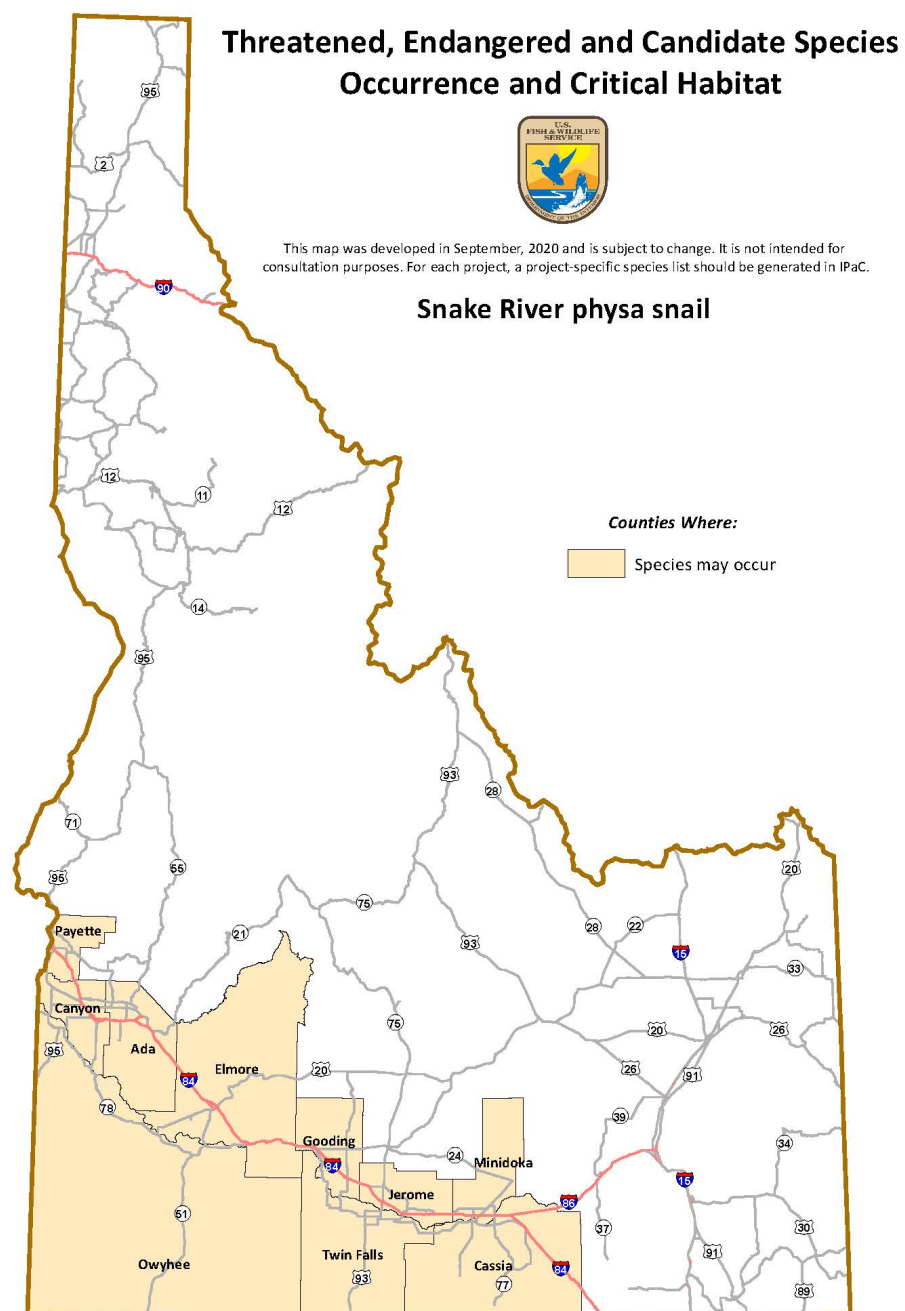 Threatened, Endangered and Candidate Species
Occurrence and Critical Habitat
U.S.
FISH & WILDLIFE
SERVICE
DEPARTMENT OF THE INTERIOR
This map was developed in September, 2020 and is subject to change. It is not intended for
consultation purposes. For each project, a project-specific species list should be generated in IPaC.
Snake River physa snail
95
2
90
12
11
12
Counties Where:
Species may occur
14
95
93
28
71
55
95
20
75
21
28
22
93
15
33
Payette
Canyon
75
20
26
Ada
95
Elmore
20
26
91
84
78
39
Gooding
24
34
84
Minidoka
Jerome
15
86
51
37
30
91
Owyhee
Twin Falls
Cassia
84
93
77
89